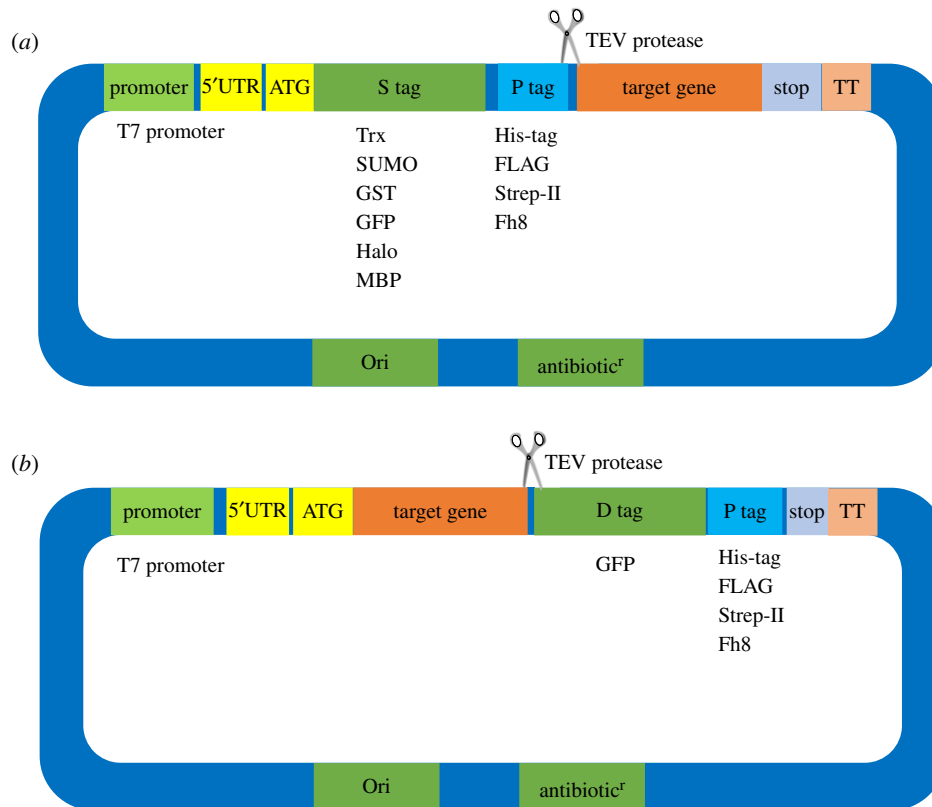 (a)
TEV protease
promoter 5′UTR ATG S tag P tag target gene stop TT
T7 promoter
Trx
SUMO
GST
GFP
Halo
MBP
His-tag
FLAG
Strep-II
Fh8
Ori antibioticʳ
(b)
TEV protease
promoter 5′UTR ATG target gene D tag P tag stop TT
T7 promoter
GFP
His-tag
FLAG
Strep-II
Fh8
Ori antibioticʳ